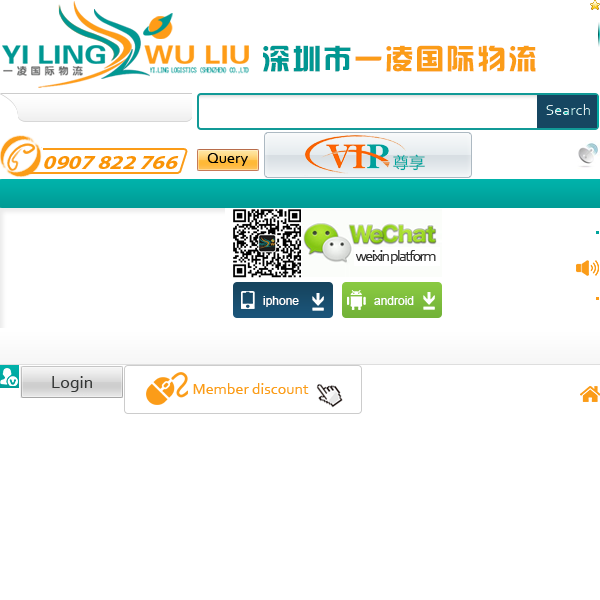 YI LING WU LIU
一凌国际物流
YI.LING LOGISTICS (SHENZHEN) CO.,LTD
深圳市一凌国际物流
Search
0907 822 766
Query
VIP 尊享
WeChat
weixin platform
iphone
android
Login
Member discount